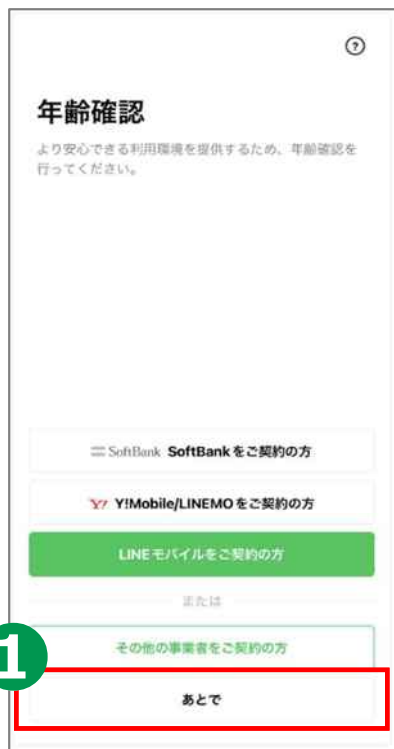 ?
年齢確認
より安心できる利用環境を提供するため、年齢確認を
行ってください。
SoftBank SoftBankをご契約の方
Y! Y!Mobile/LINEMOをご契約の方
LINEモバイルをご契約の方
または
その他の事業者をご契約の方
1
あとで